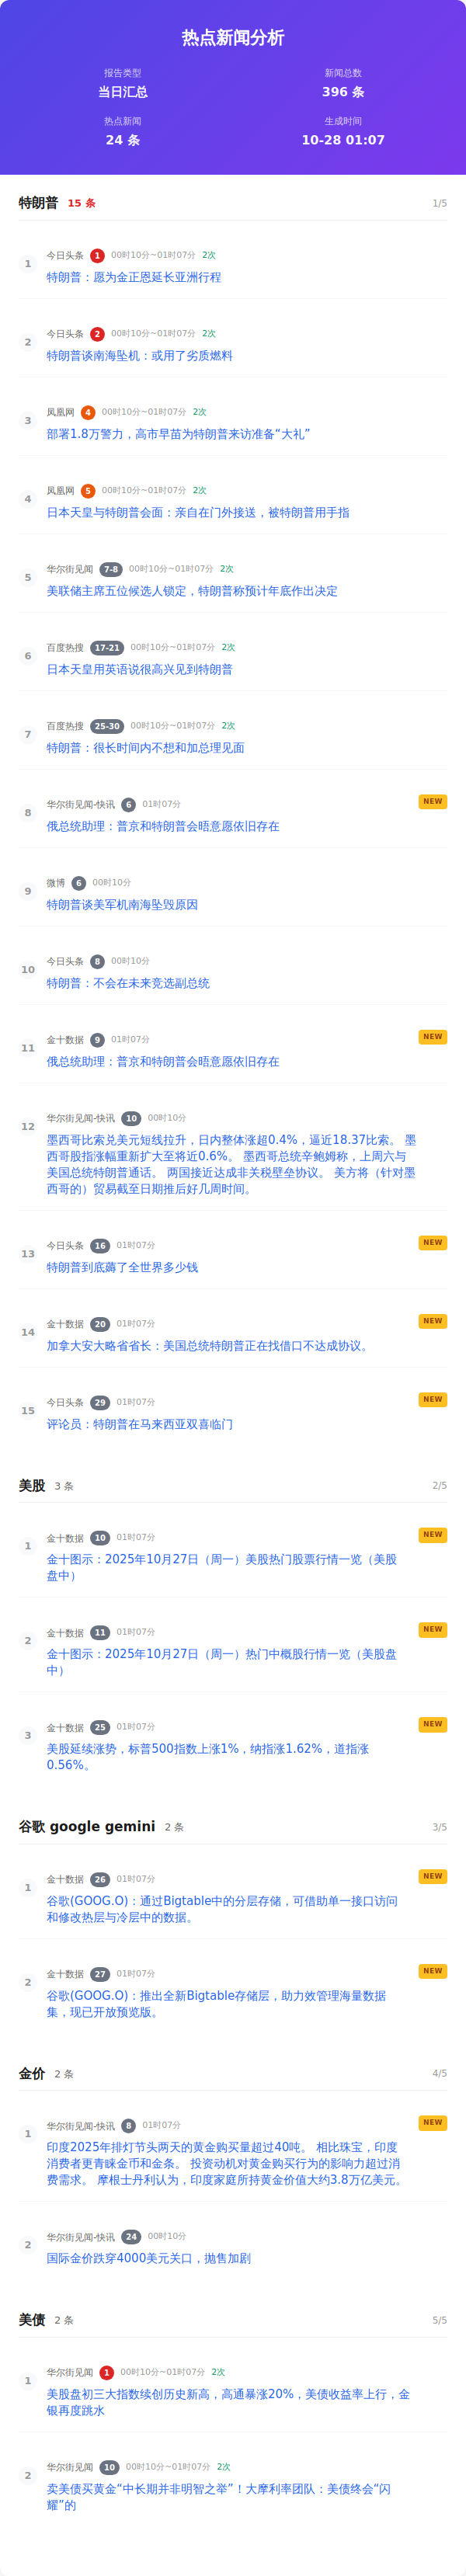 热点新闻分析
报告类型
当日汇总
新闻总数
396 条
热点新闻
24 条
生成时间
10-28 01:07
特朗普 15 条 1/5
1
今日头条 1 00时10分~01时07分 2次
特朗普：愿为金正恩延长亚洲行程
2
今日头条 2 00时10分~01时07分 2次
特朗普谈南海坠机：或用了劣质燃料
3
凤凰网 4 00时10分~01时07分 2次
部署1.8万警力，高市早苗为特朗普来访准备“大礼”
4
凤凰网 5 00时10分~01时07分 2次
日本天皇与特朗普会面：亲自在门外接送，被特朗普用手指
5
华尔街见闻 7-8 00时10分~01时07分 2次
美联储主席五位候选人锁定，特朗普称预计年底作出决定
6
百度热搜 17-21 00时10分~01时07分 2次
日本天皇用英语说很高兴见到特朗普
7
百度热搜 25-30 00时10分~01时07分 2次
特朗普：很长时间内不想和加总理见面
8
华尔街见闻-快讯 6 01时07分 NEW
俄总统助理：普京和特朗普会晤意愿依旧存在
9
微博 6 00时10分
特朗普谈美军机南海坠毁原因
10
今日头条 8 00时10分
特朗普：不会在未来竞选副总统
11
金十数据 9 01时07分 NEW
俄总统助理：普京和特朗普会晤意愿依旧存在
12
华尔街见闻-快讯 10 00时10分
墨西哥比索兑美元短线拉升，日内整体涨超0.4%，逼近18.37比索。 墨
西哥股指涨幅重新扩大至将近0.6%。 墨西哥总统辛鲍姆称，上周六与
美国总统特朗普通话。 两国接近达成非关税壁垒协议。 美方将（针对墨
西哥的）贸易截至日期推后好几周时间。
13
今日头条 16 01时07分 NEW
特朗普到底薅了全世界多少钱
14
金十数据 20 01时07分 NEW
加拿大安大略省省长：美国总统特朗普正在找借口不达成协议。
15
今日头条 29 01时07分 NEW
评论员：特朗普在马来西亚双喜临门
美股 3 条 2/5
1
金十数据 10 01时07分 NEW
金十图示：2025年10月27日（周一）美股热门股票行情一览（美股
盘中）
2
金十数据 11 01时07分 NEW
金十图示：2025年10月27日（周一）热门中概股行情一览（美股盘
中）
3
金十数据 25 01时07分 NEW
美股延续涨势，标普500指数上涨1%，纳指涨1.62%，道指涨
0.56%。
谷歌 google gemini 2 条 3/5
1
金十数据 26 01时07分 NEW
谷歌(GOOG.O)：通过Bigtable中的分层存储，可借助单一接口访问
和修改热层与冷层中的数据。
2
金十数据 27 01时07分 NEW
谷歌(GOOG.O)：推出全新Bigtable存储层，助力效管理海量数据
集，现已开放预览版。
金价 2 条 4/5
1
华尔街见闻-快讯 8 01时07分 NEW
印度2025年排灯节头两天的黄金购买量超过40吨。 相比珠宝，印度
消费者更青睐金币和金条。 投资动机对黄金购买行为的影响力超过消
费需求。 摩根士丹利认为，印度家庭所持黄金价值大约3.8万亿美元。
2
华尔街见闻-快讯 24 00时10分
国际金价跌穿4000美元关口，抛售加剧
美债 2 条 5/5
1
华尔街见闻 1 00时10分~01时07分 2次
美股盘初三大指数续创历史新高，高通暴涨20%，美债收益率上行，金
银再度跳水
2
华尔街见闻 10 00时10分~01时07分 2次
卖美债买黄金“中长期并非明智之举”！大摩利率团队：美债终会“闪
耀”的